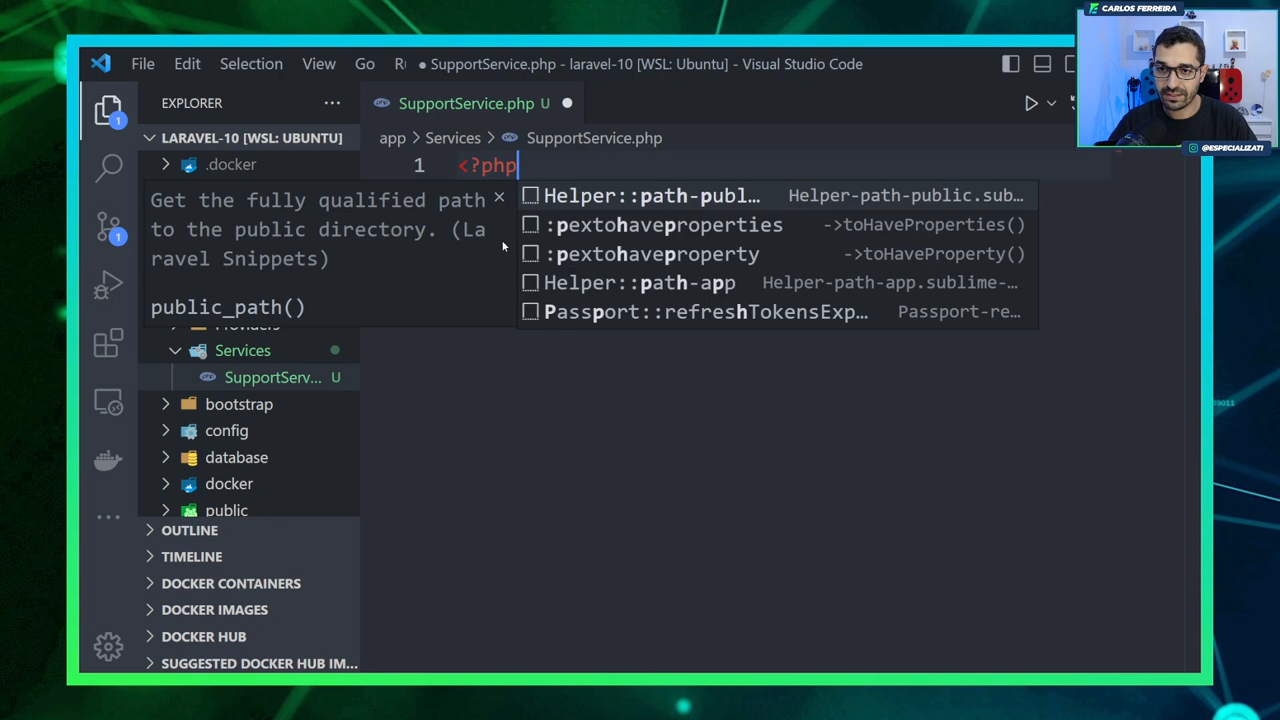 CARLOS FERREIRA
@ESPECIALIZATI
File Edit Selection View Go
SupportService.php - laravel-10 [WSL: Ubuntu] - Visual Studio Code
EXPLORER
SupportService.php U
LARAVEL-10 [WSL: UBUNTU]
app > Services > SupportService.php
.docker
1 <?php
Get the fully qualified path
to the public directory. (La
ravel Snippets)
public_path()
Helper::path-publ… Helper-path-public.sub…
:pextohaveproperties ->toHaveProperties()
:pextohaveproperty ->toHaveProperty()
Helper::path-app Helper-path-app.sublime-…
Passport::refreshTokensExp… Passport-re…
Providers
Services
SupportServ… U
bootstrap
config
database
docker
public
OUTLINE
TIMELINE
DOCKER CONTAINERS
DOCKER IMAGES
DOCKER HUB
SUGGESTED DOCKER HUB IM…
1
1